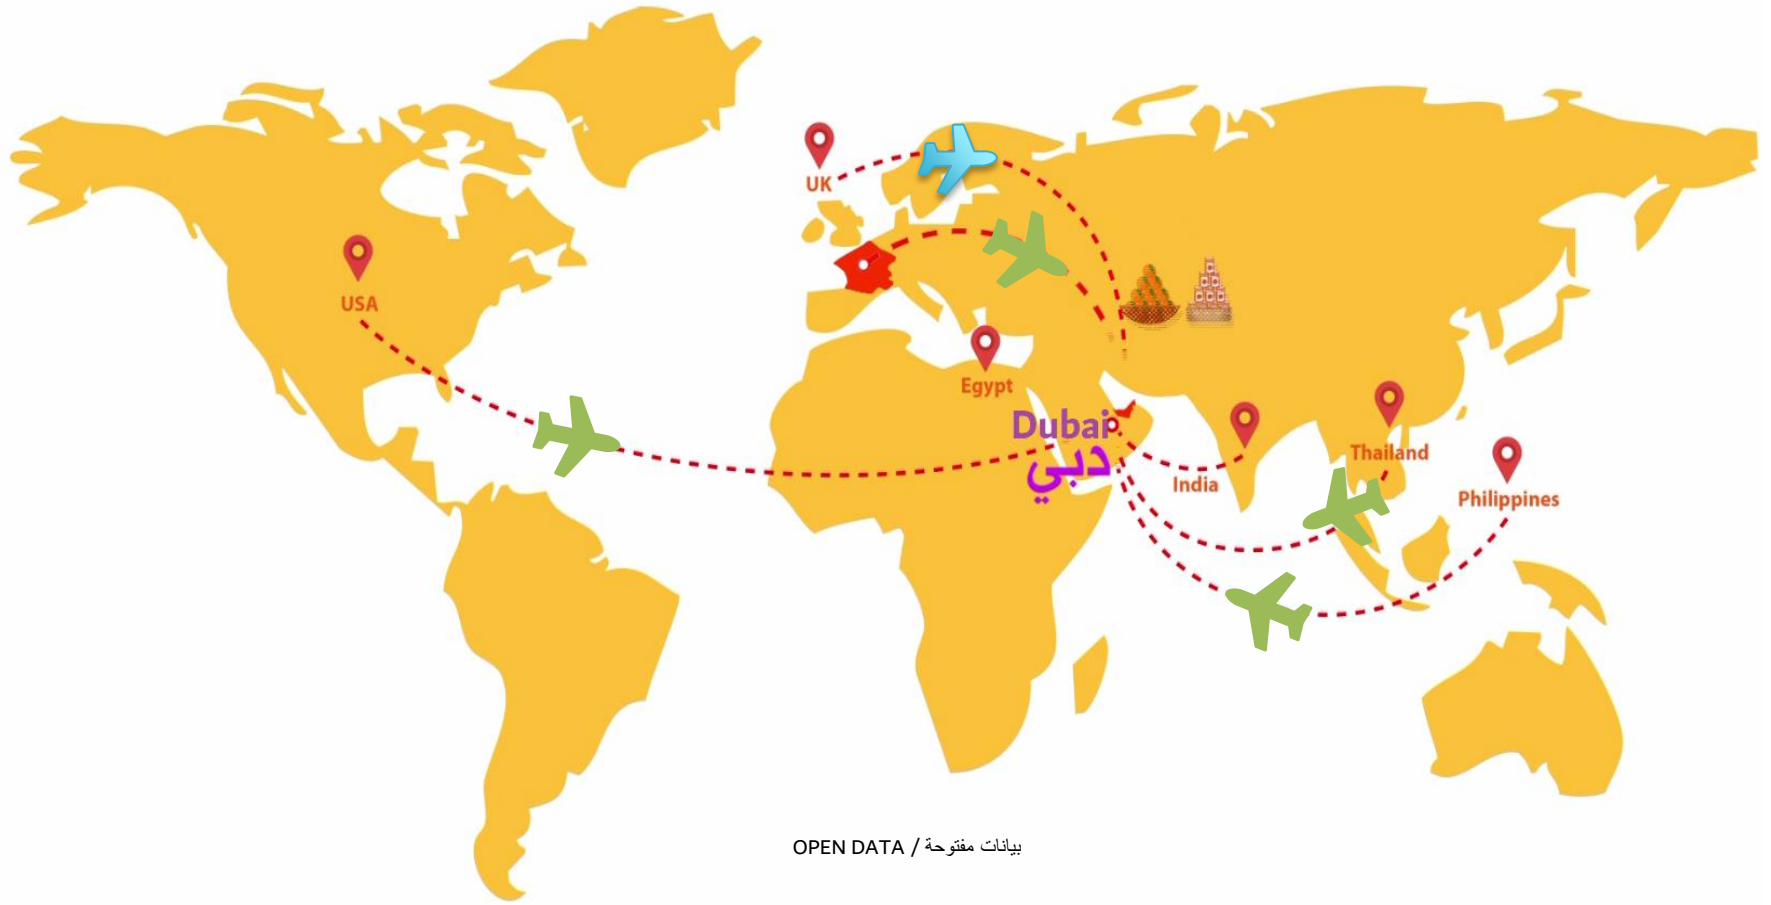 UK
USA
Egypt
Dubai
دبي
India
Thailand
Philippines
OPEN DATA / بيانات مفتوحة